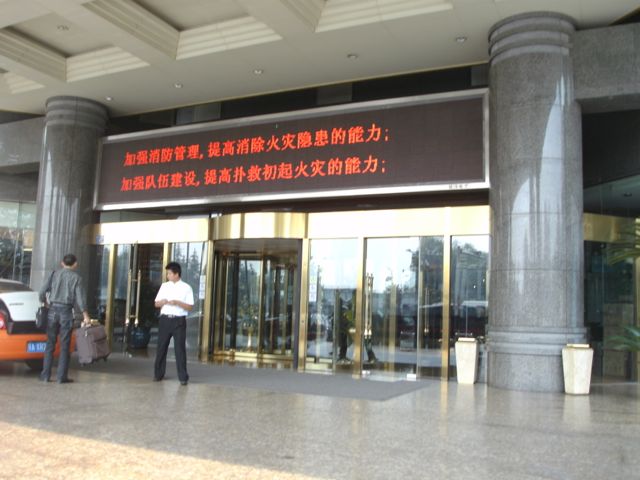 加强消防管理,提高消除火灾隐患的能力;
加强队伍建设,提高扑救初起火灾的能力;